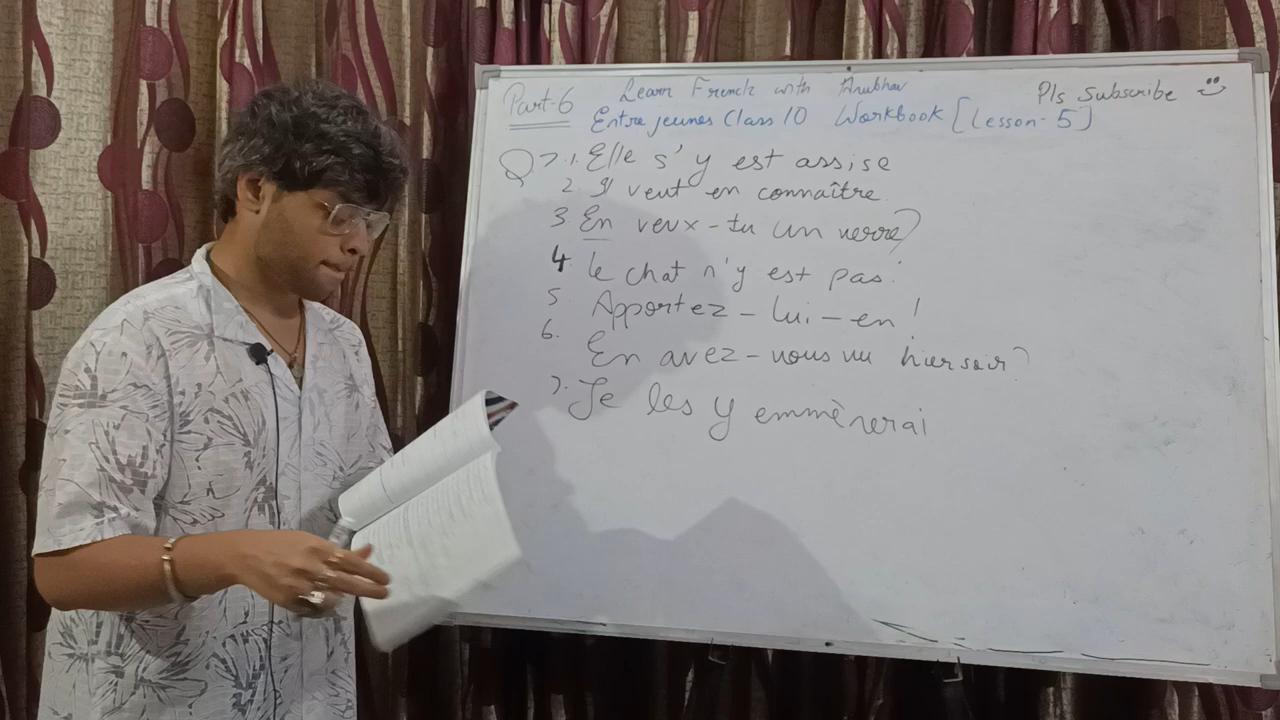 Part-6 Learn French with Anubhav Pls Subscribe
Entre jeunes Class 10 Workbook [Lesson-5]
Q7.1. Elle s'y est assise
2 Il veut en connaître.
3 En veux-tu un verre?
4 Le chat n'y est pas.
5. Apportez-lui-en!
6. En avez-vous vu hier soir?
7. Je les y emmènerai